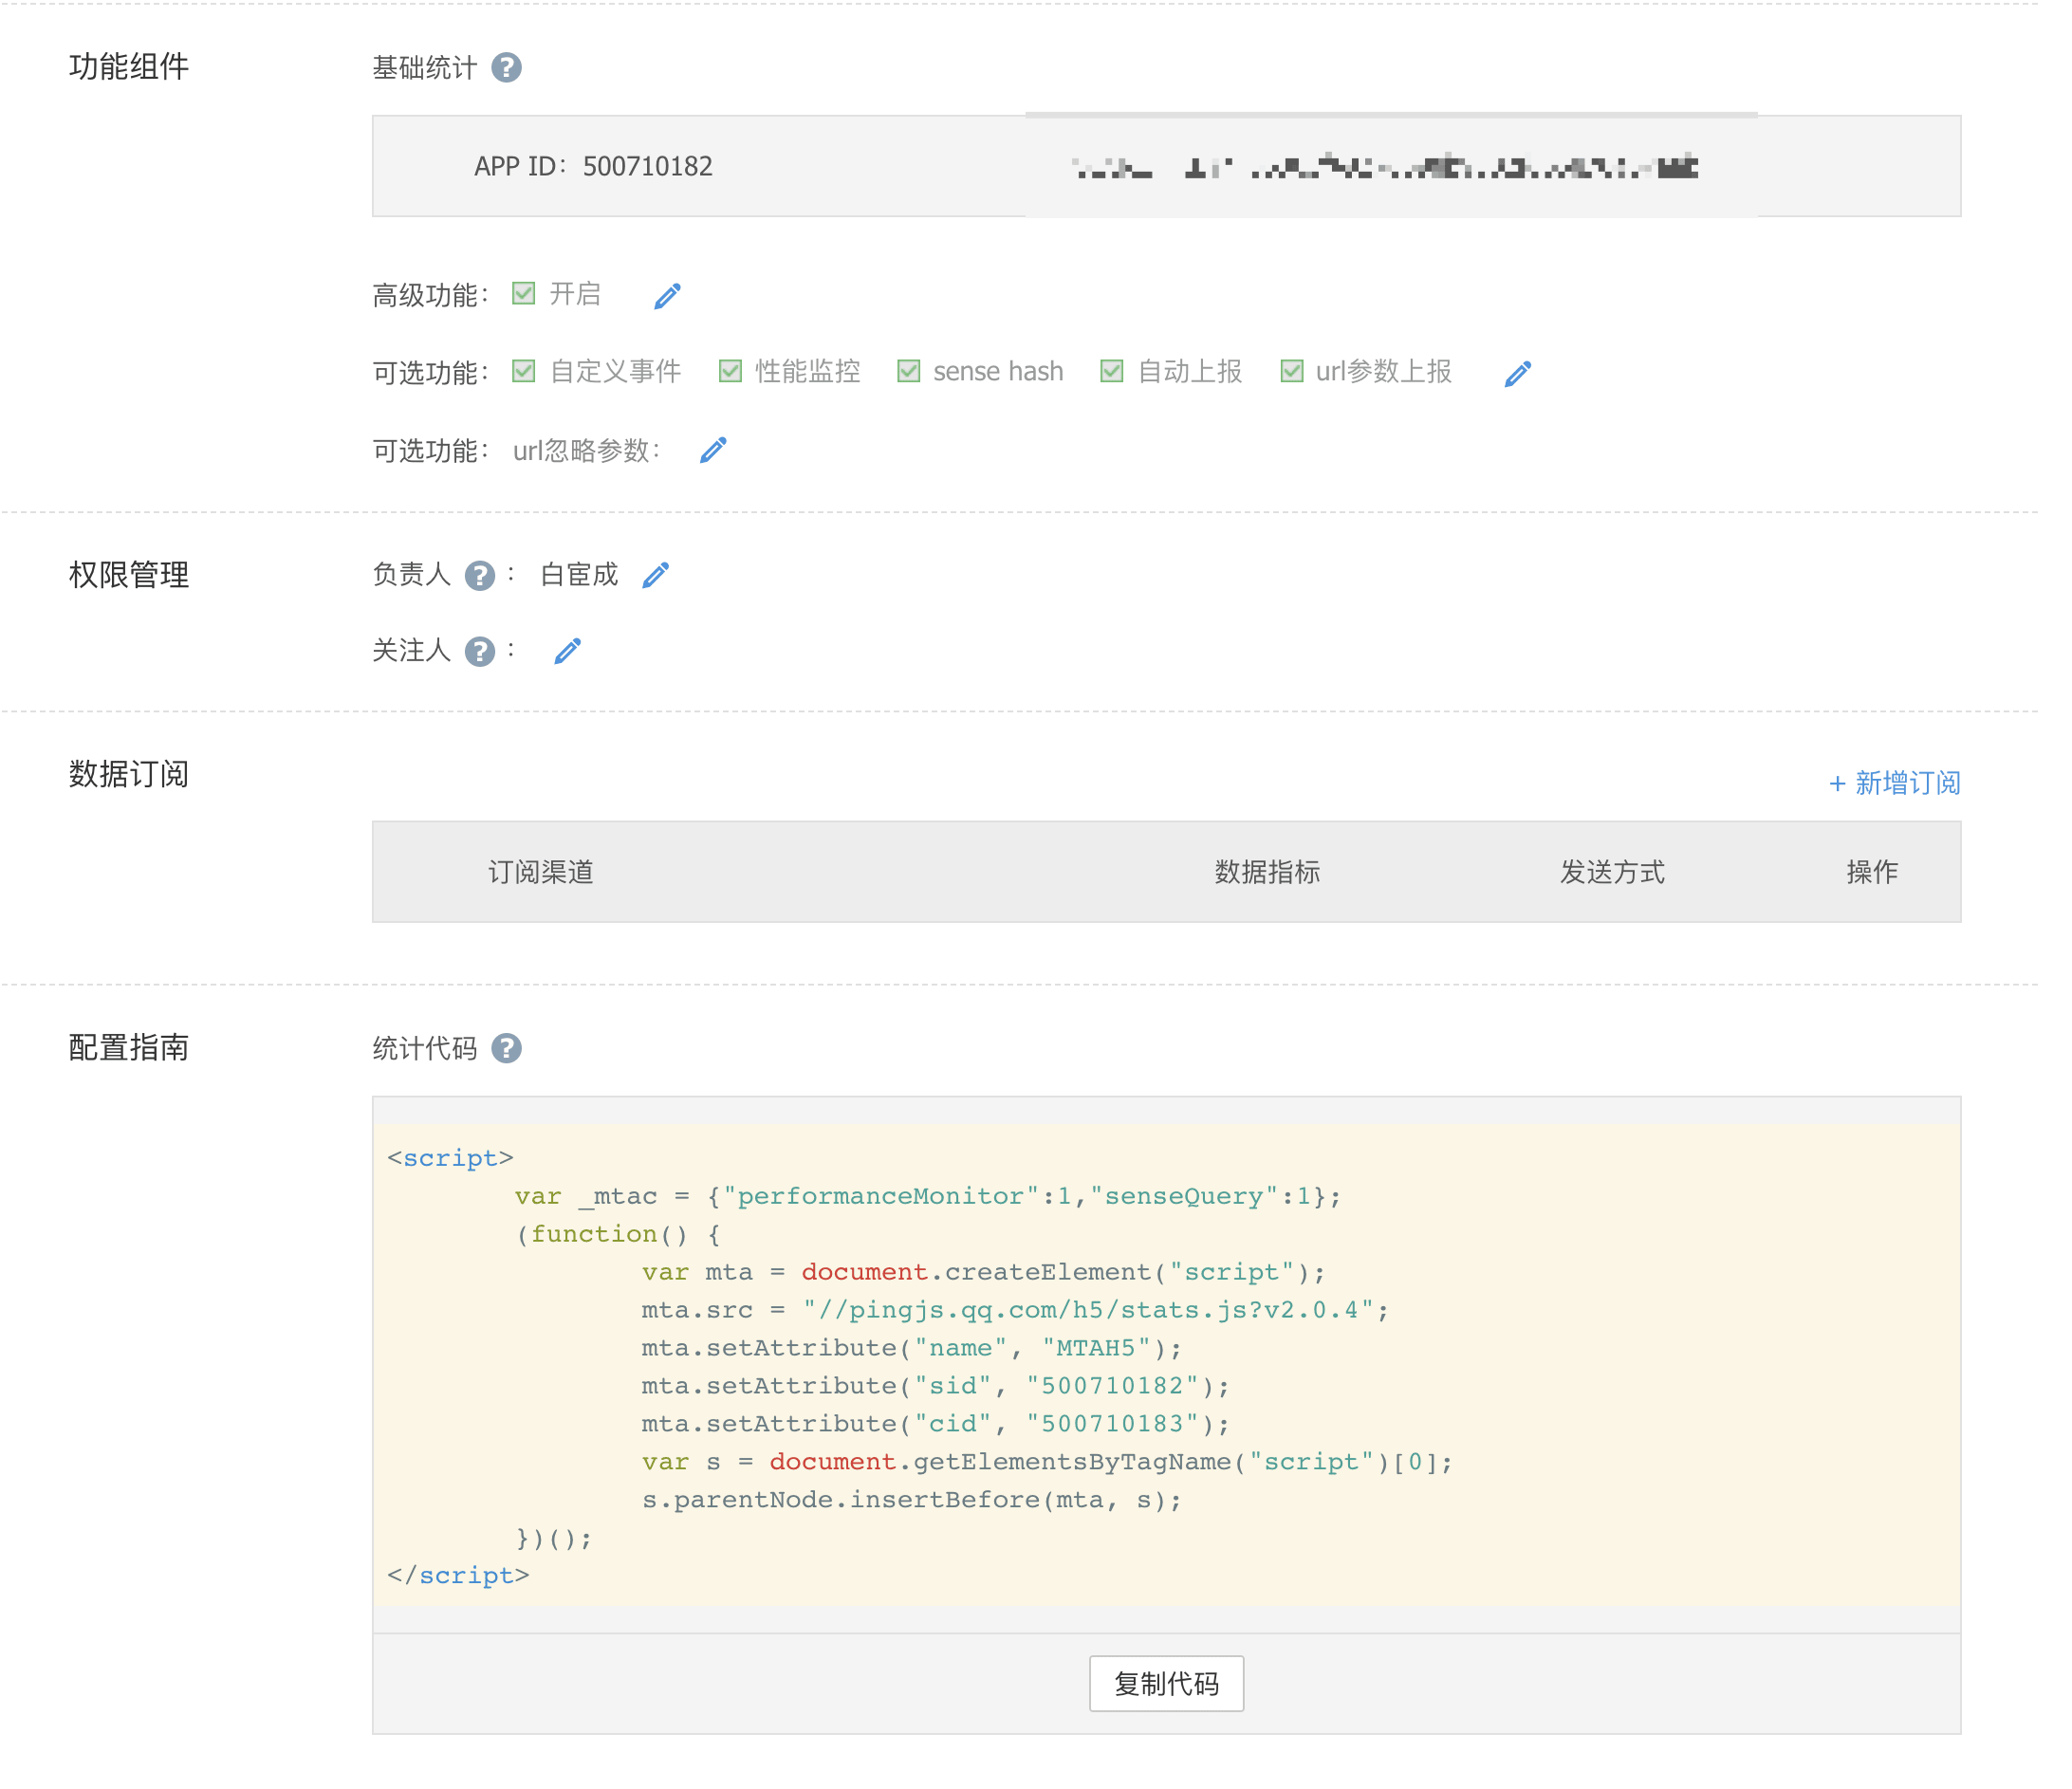 功能组件
基础统计 ?
APP ID：500710182
高级功能： 开启
可选功能： 自定义事件 性能监控 sense hash 自动上报 url参数上报
可选功能： url忽略参数：
权限管理
负责人 ? ： 白宦成
关注人 ? ：
数据订阅
+ 新增订阅
订阅渠道 数据指标 发送方式 操作
配置指南
统计代码 ?
<script>
var _mtac = {"performanceMonitor":1,"senseQuery":1};
(function() {
var mta = document.createElement("script");
mta.src = "//pingjs.qq.com/h5/stats.js?v2.0.4";
mta.setAttribute("name", "MTAH5");
mta.setAttribute("sid", "500710182");
mta.setAttribute("cid", "500710183");
var s = document.getElementsByTagName("script")[0];
s.parentNode.insertBefore(mta, s);
})();
</script>
复制代码